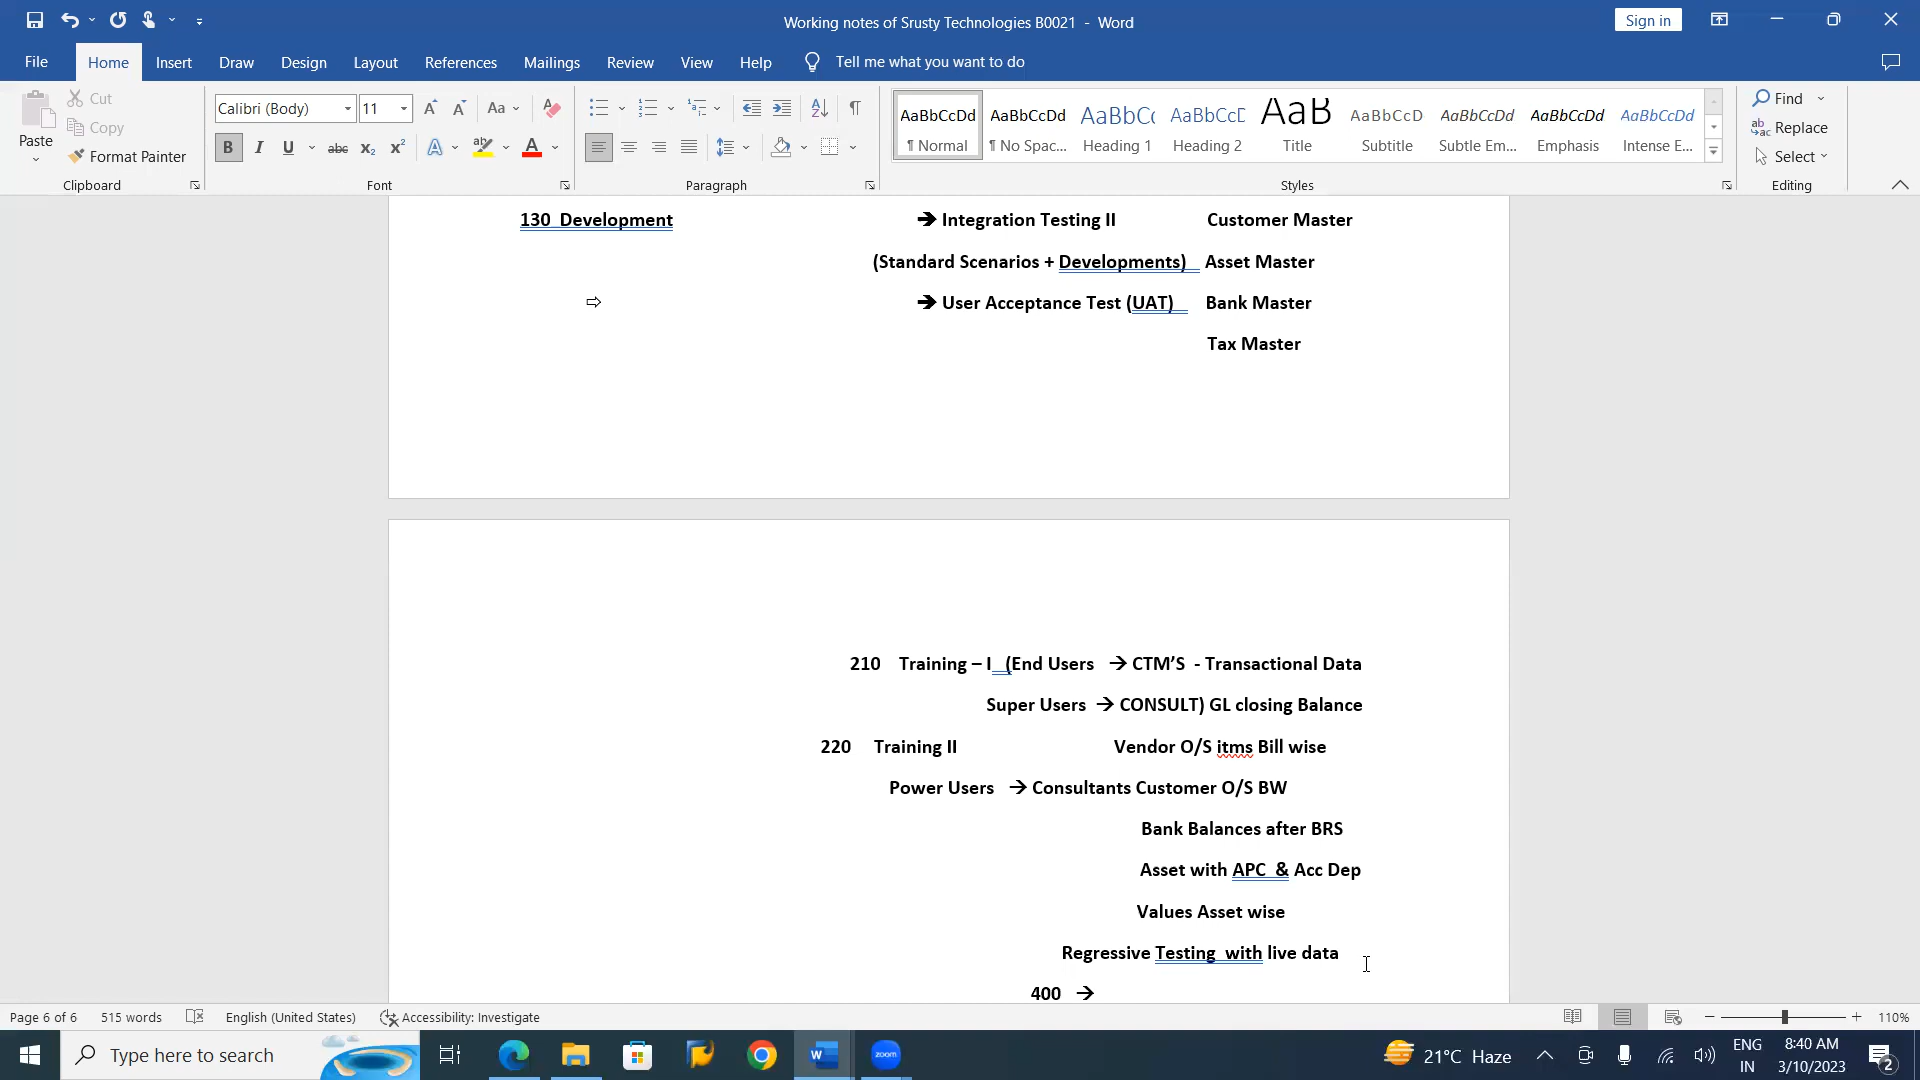 Working notes of Srusty Technologies B0021 - Word
Sign in
File Home Insert Draw Design Layout References Mailings Review View Help Tell me what you want to do
Paste
Cut
Copy
Format Painter
Clipboard
Calibri (Body) 11
Font
Paragraph
AaBbCcDd AaBbCcDd AaBbCc AaBbCcD AaB AaBbCcD AaBbCcDd AaBbCcDd AaBbCcDd
¶ Normal ¶ No Spac... Heading 1 Heading 2 Title Subtitle Subtle Em... Emphasis Intense E...
Styles
Find
Replace
Select
Editing
130 Development ➔ Integration Testing II Customer Master
(Standard Scenarios + Developments) Asset Master
⇨ ➔ User Acceptance Test (UAT) Bank Master
Tax Master
210 Training – I (End Users → CTM’S - Transactional Data
Super Users → CONSULT) GL closing Balance
220 Training II Vendor O/S itms Bill wise
Power Users → Consultants Customer O/S BW
Bank Balances after BRS
Asset with APC & Acc Dep
Values Asset wise
Regressive Testing with live data
400 →
Page 6 of 6 515 words English (United States) Accessibility: Investigate 110%
Type here to search
zoom
21°C Haze
ENG
IN
8:40 AM
3/10/2023
2